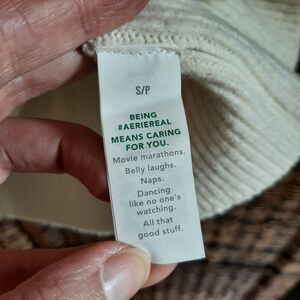 S/P
BEING
#AERIEREAL
MEANS CARING
FOR YOU.
Movie marathons.
Belly laughs.
Naps.
Dancing
like no one's
watching.
All that
good stuff.